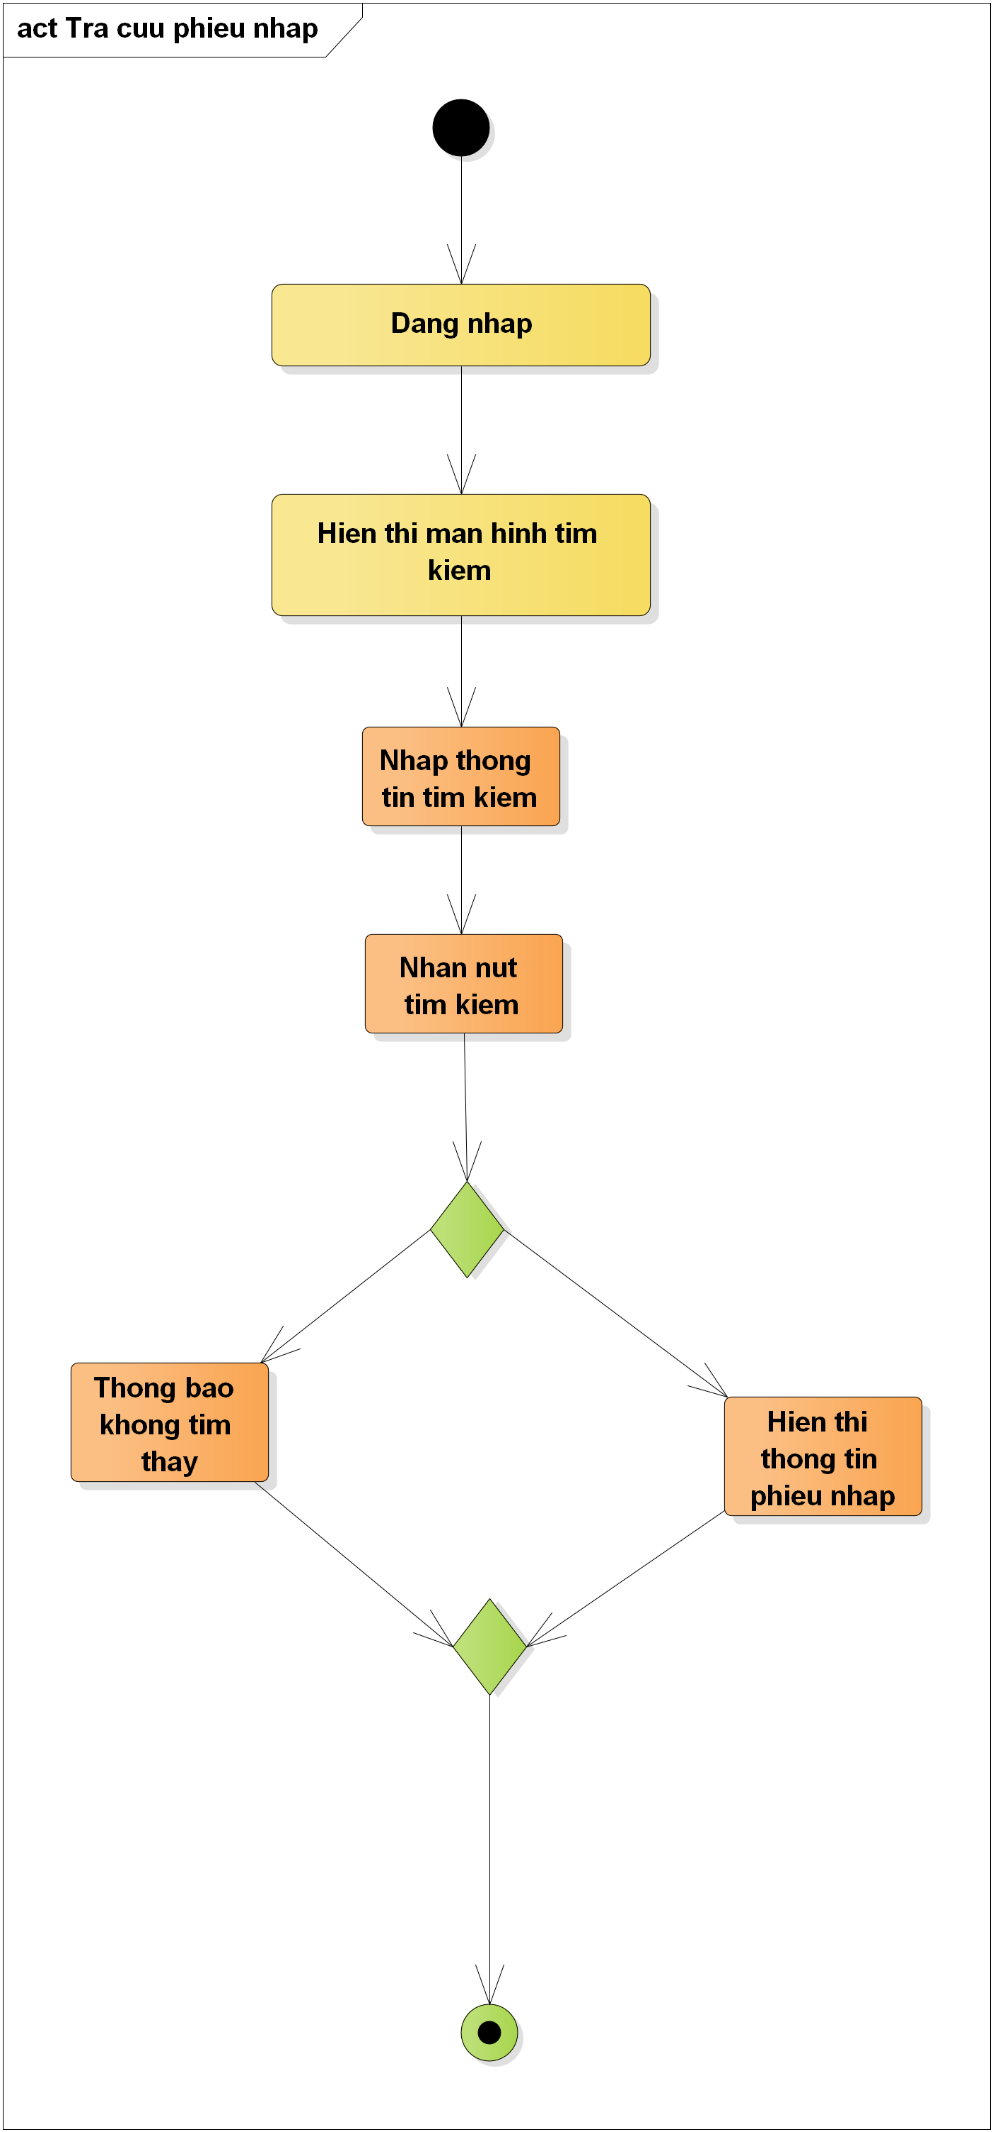 act Tra cuu phieu nhap
Dang nhap
Hien thi man hinh tim
kiem
Nhap thong
tin tim kiem
Nhan nut
tim kiem
Thong bao
khong tim
thay
Hien thi
thong tin
phieu nhap